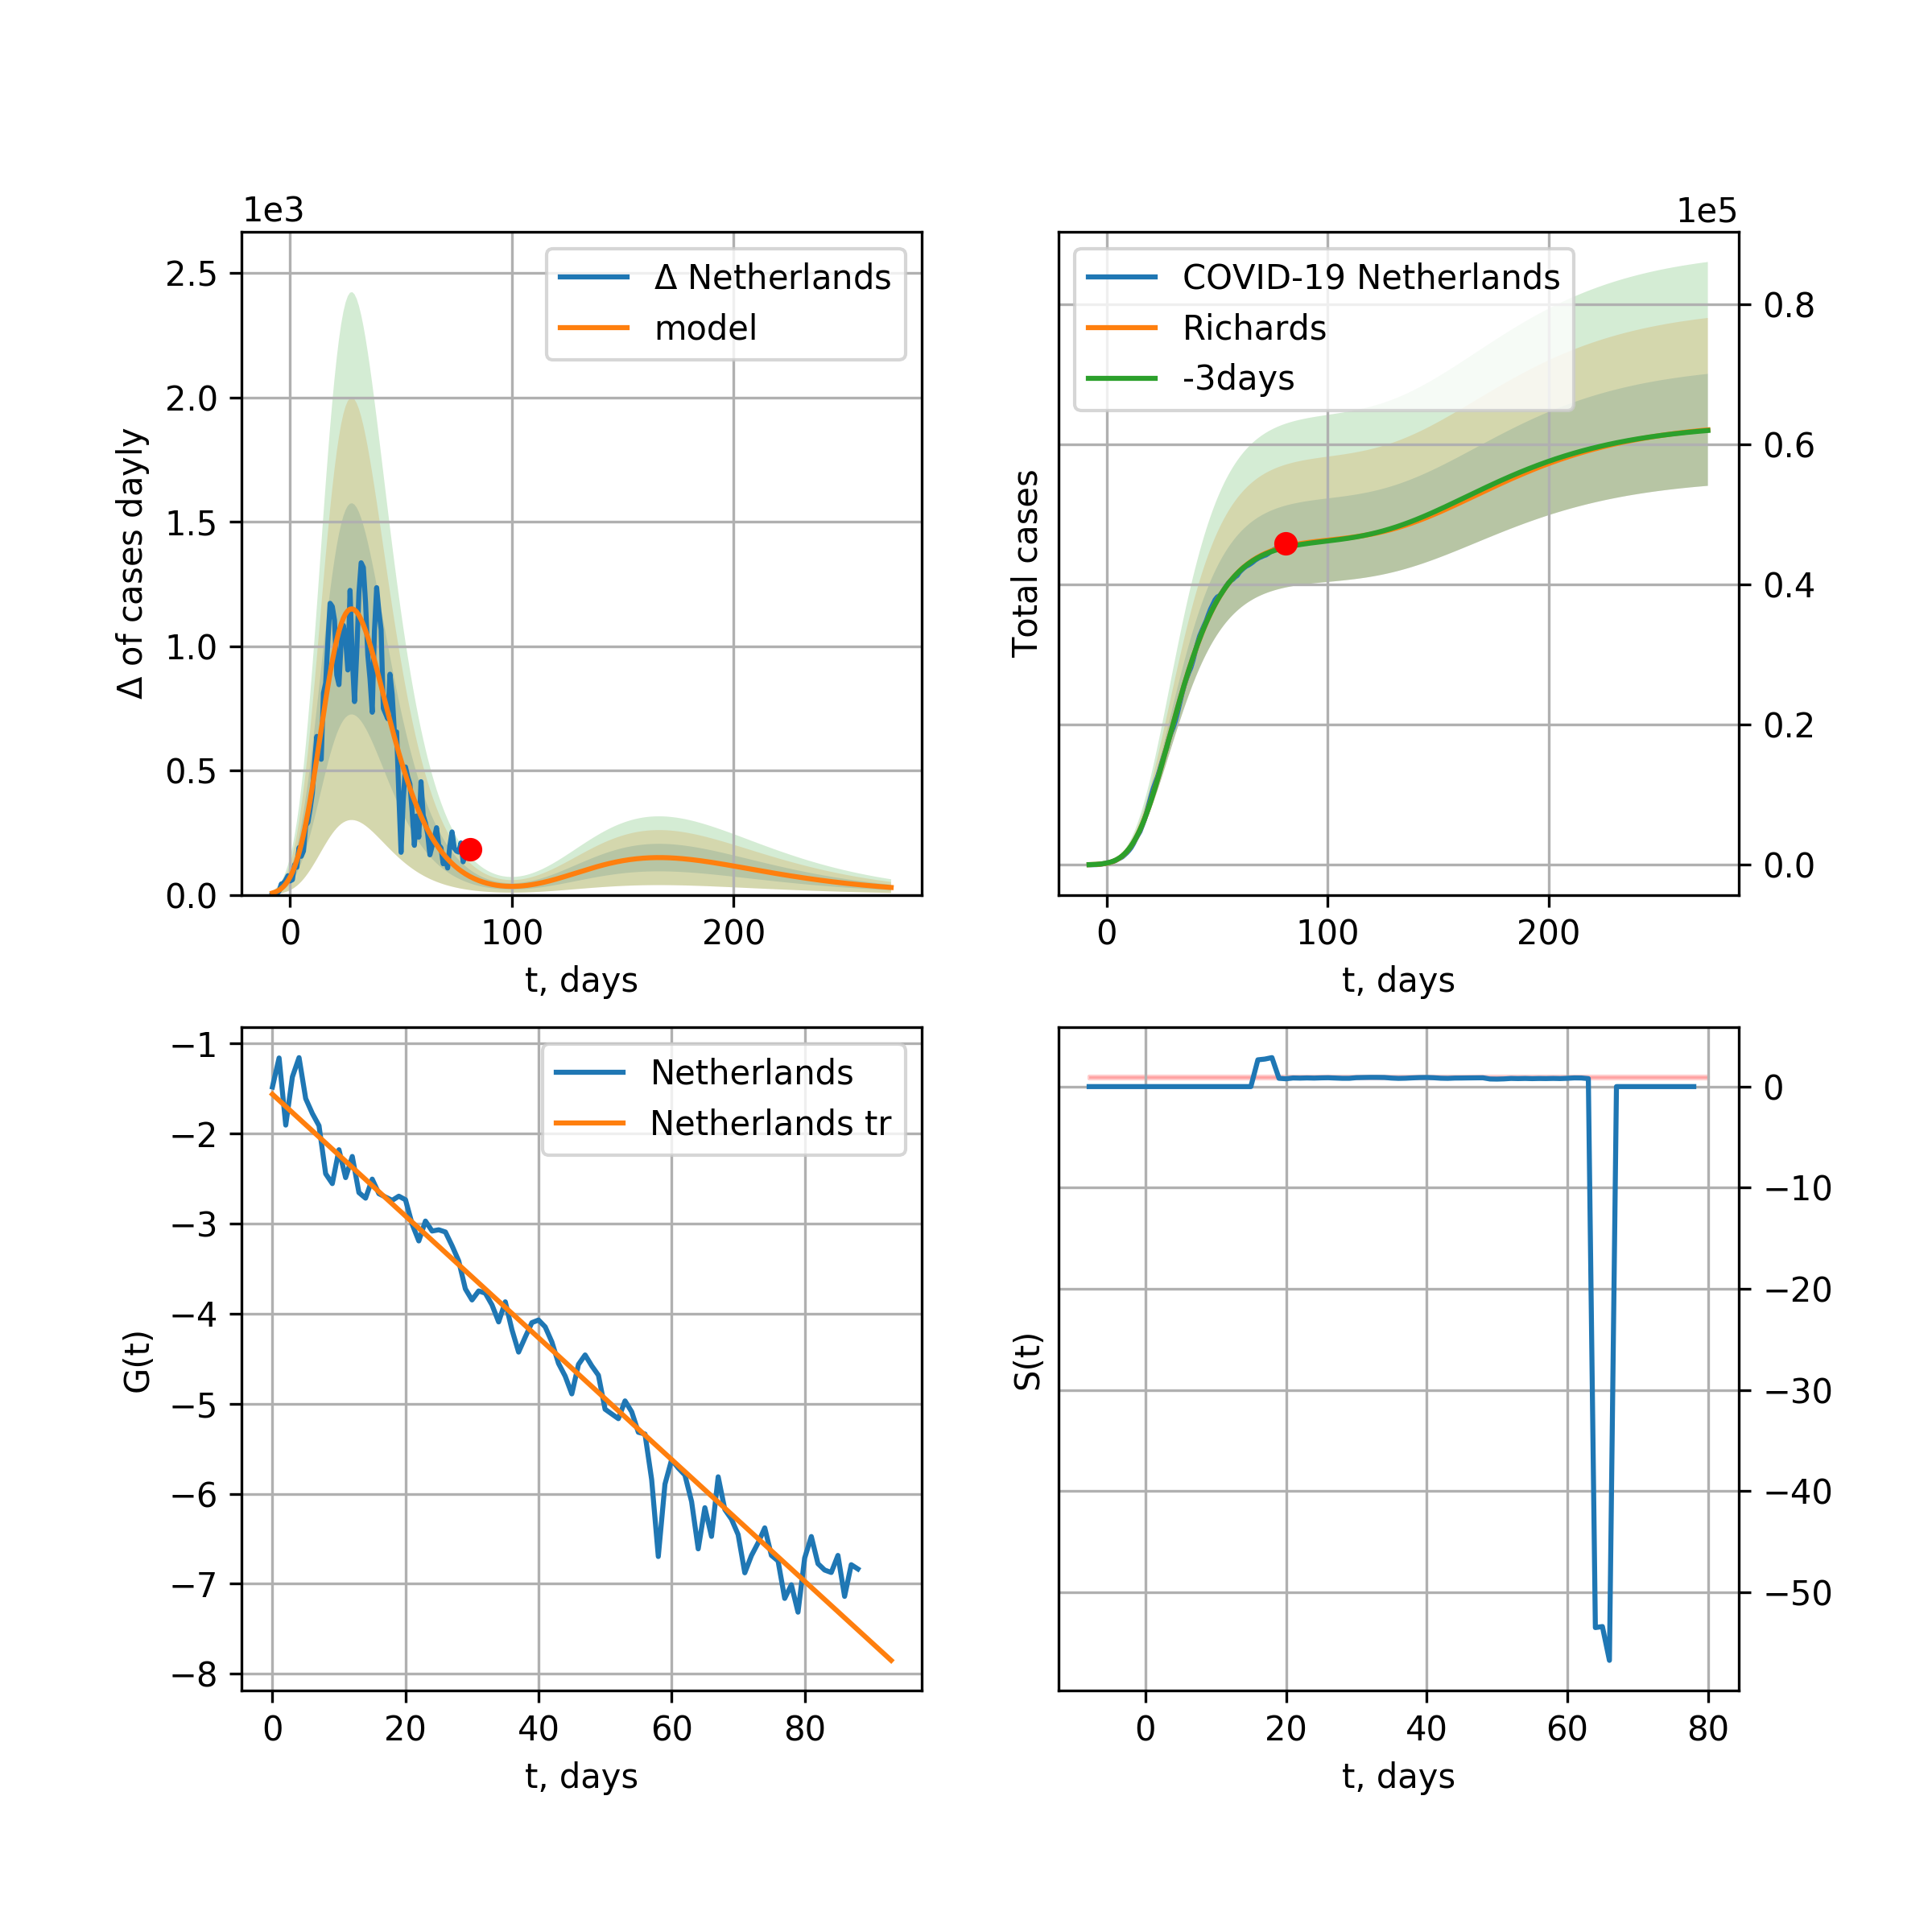 1e3
Δ Netherlands
model
2.5
2.0
1.5
1.0
0.5
0.0
Δ of cases dayly
0 100 200
t, days
1e5
COVID-19 Netherlands
Richards
-3days
0.8
0.6
0.4
0.2
0.0
Total cases
0 100 200
t, days
Netherlands
Netherlands tr
−1
−2
−3
−4
−5
−6
−7
−8
G(t)
0 20 40 60 80
t, days
0
−10
−20
−30
−40
−50
S(t)
0 20 40 60 80
t, days